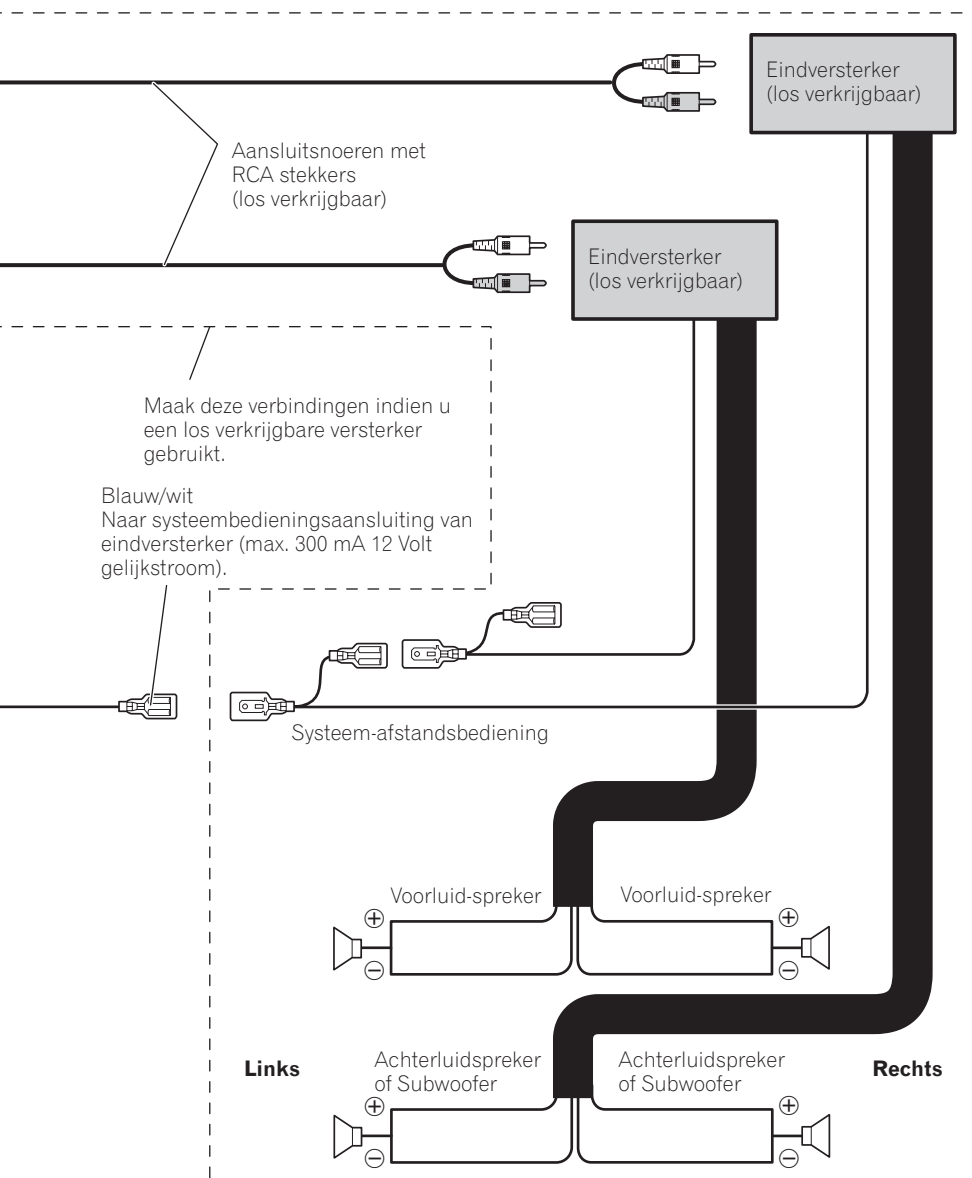 Eindversterker
(los verkrijgbaar)
Aansluitsnoeren met
RCA stekkers
(los verkrijgbaar)
Eindversterker
(los verkrijgbaar)
Maak deze verbindingen indien u
een los verkrijgbare versterker
gebruikt.
Blauw/wit
Naar systeembedieningsaansluiting van
eindversterker (max. 300 mA 12 Volt
gelijkstroom).
Systeem-afstandsbediening
Voorluid-spreker
Voorluid-spreker
⊕
⊕
⊖
⊖
Links
Achterluidspreker
of Subwoofer
Achterluidspreker
of Subwoofer
Rechts
⊕
⊕
⊖
⊖